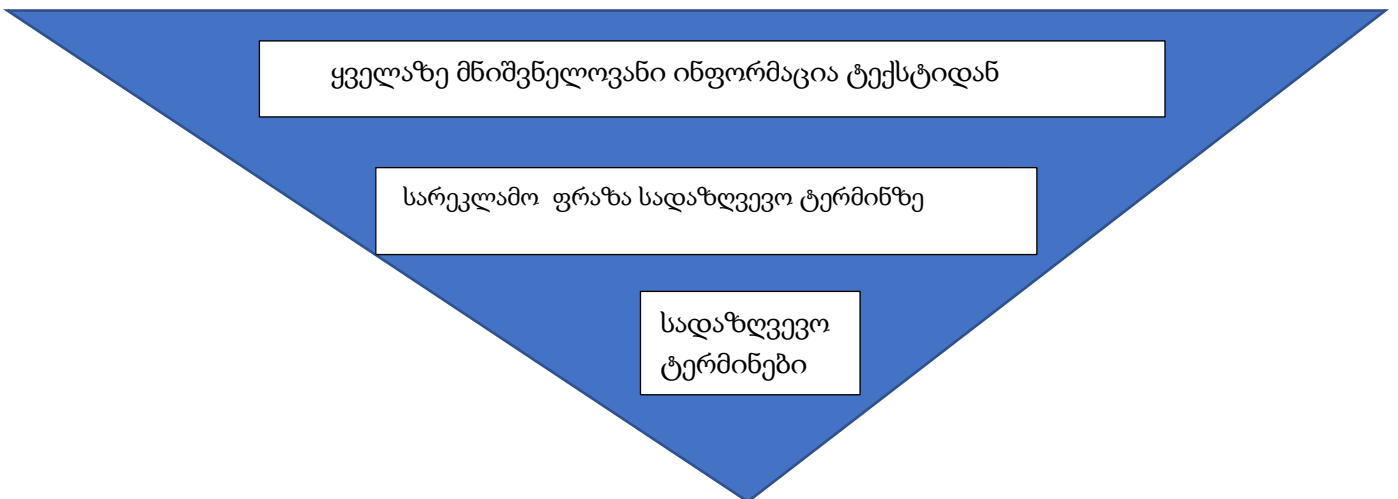 ყველაზე მნიშვნელოვანი ინფორმაცია ტექსტიდან
სარეკლამო  ფრაზა სადაზღვევო ტერმინზე
სადაზღვევო
ტერმინები